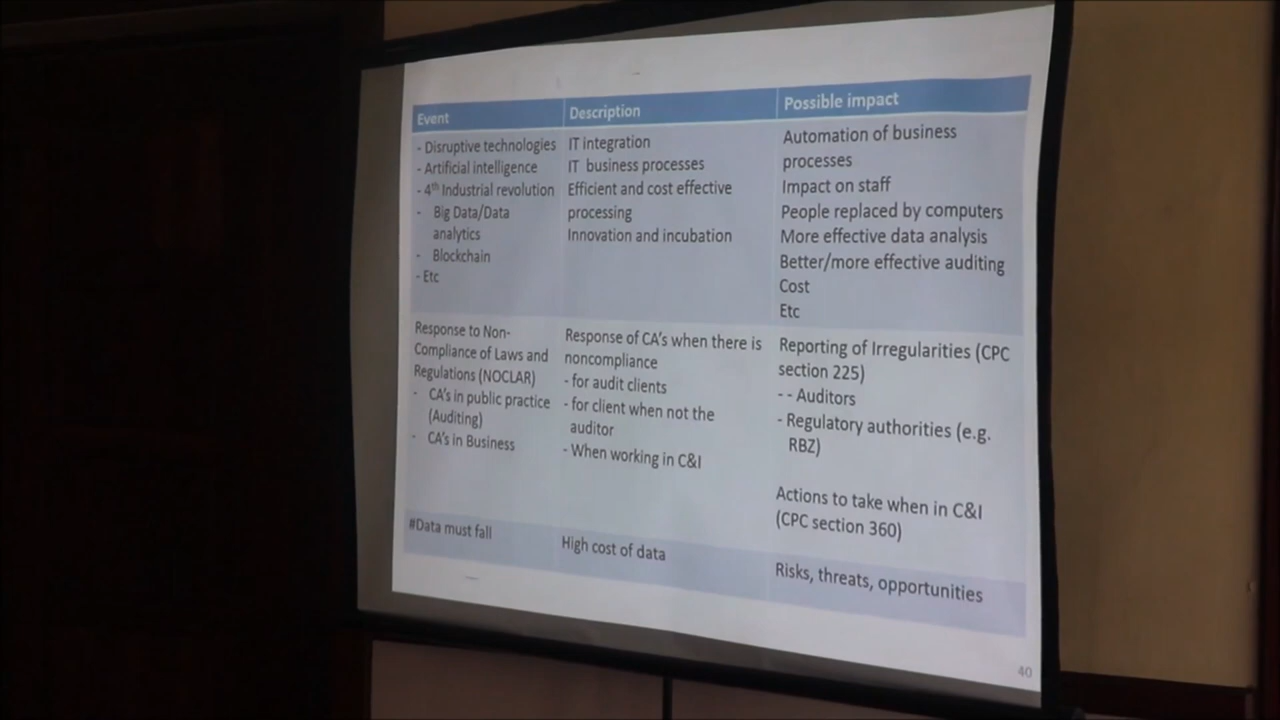 Event
Description
Possible impact
- Disruptive technologies
- Artificial intelligence
- 4th Industrial revolution
- Big Data/Data
analytics
- Blockchain
- Etc
IT integration
IT business processes
Efficient and cost effective
processing
Innovation and incubation
Automation of business
processes
Impact on staff
People replaced by computers
More effective data analysis
Better/more effective auditing
Cost
Etc
Response to Non-
Compliance of Laws and
Regulations (NOCLAR)
- CA's in public practice
(Auditing)
- CA's in Business
Response of CA's when there is
noncompliance
- for audit clients
- for client when not the
auditor
- When working in C&I
Reporting of Irregularities (CPC
section 225)
- - Auditors
- Regulatory authorities (e.g.
RBZ)
Actions to take when in C&I
(CPC section 360)
#Data must fall
High cost of data
Risks, threats, opportunities
40